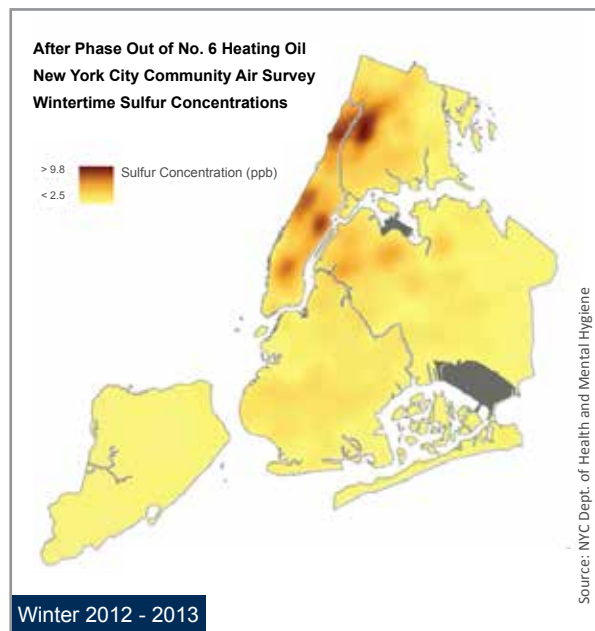 After Phase Out of No. 6 Heating Oil
New York City Community Air Survey
Wintertime Sulfur Concentrations
> 9.8
Sulfur Concentration (ppb)
< 2.5
Source: NYC Dept. of Health and Mental Hygiene
Winter 2012 - 2013